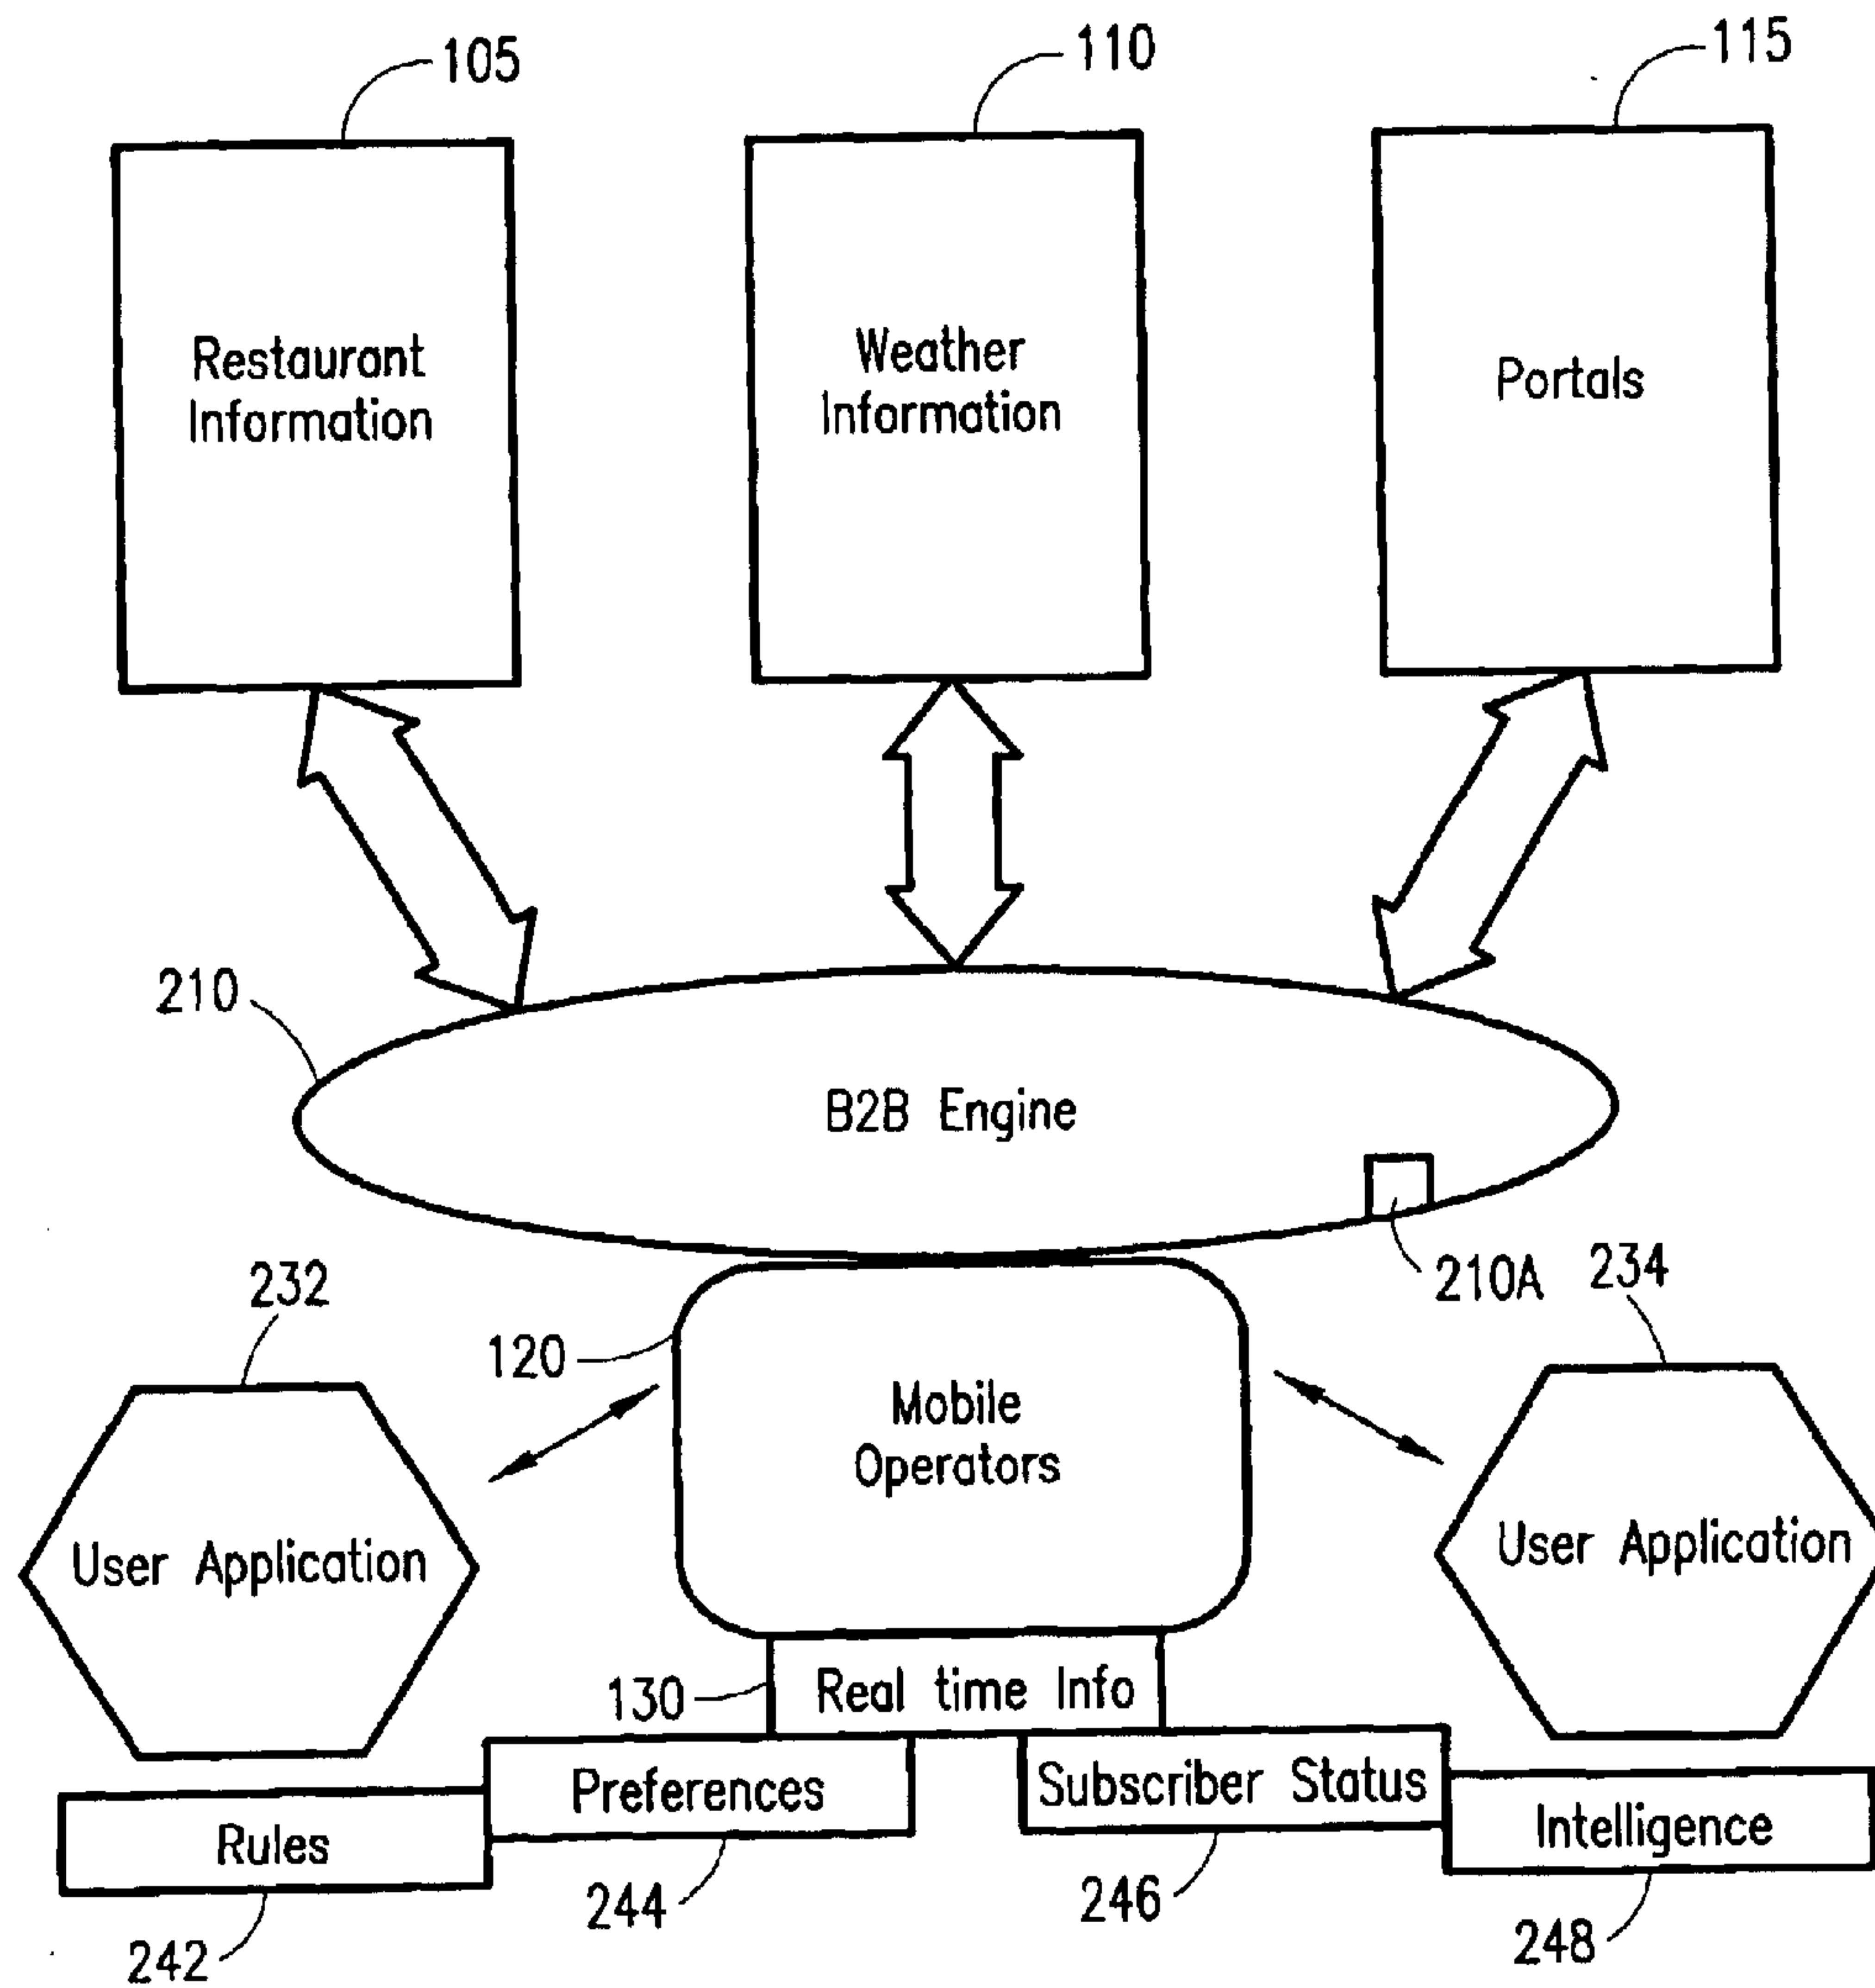 105
110
115
Restaurant
Information
Weather
Information
Portals
210
B2B Engine
210A
232
234
120
Mobile
Operators
User Application
User Application
130
Real time Info
Preferences
Subscriber Status
Rules
Intelligence
244
246
242
248